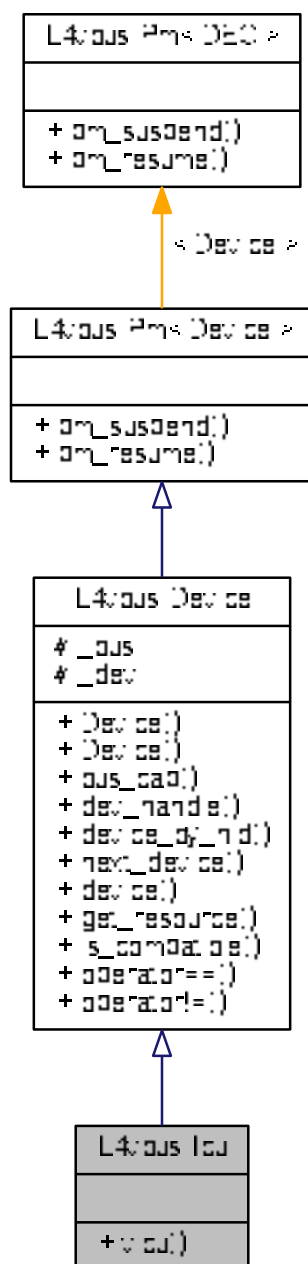 L4vbus::Pm< DEC >
+ pm_suspend()
+ pm_resume()
< Device >
L4vbus::Pm< Device >
+ pm_suspend()
+ pm_resume()
L4vbus::Device
# _bus
# _dev
+ Device()
+ Device()
+ bus_cap()
+ dev_handle()
+ device_by_hid()
+ next_device()
+ device()
+ get_resource()
+ is_compatible()
+ operator==()
+ operator!=()
L4vbus::Icu
+ vicu()